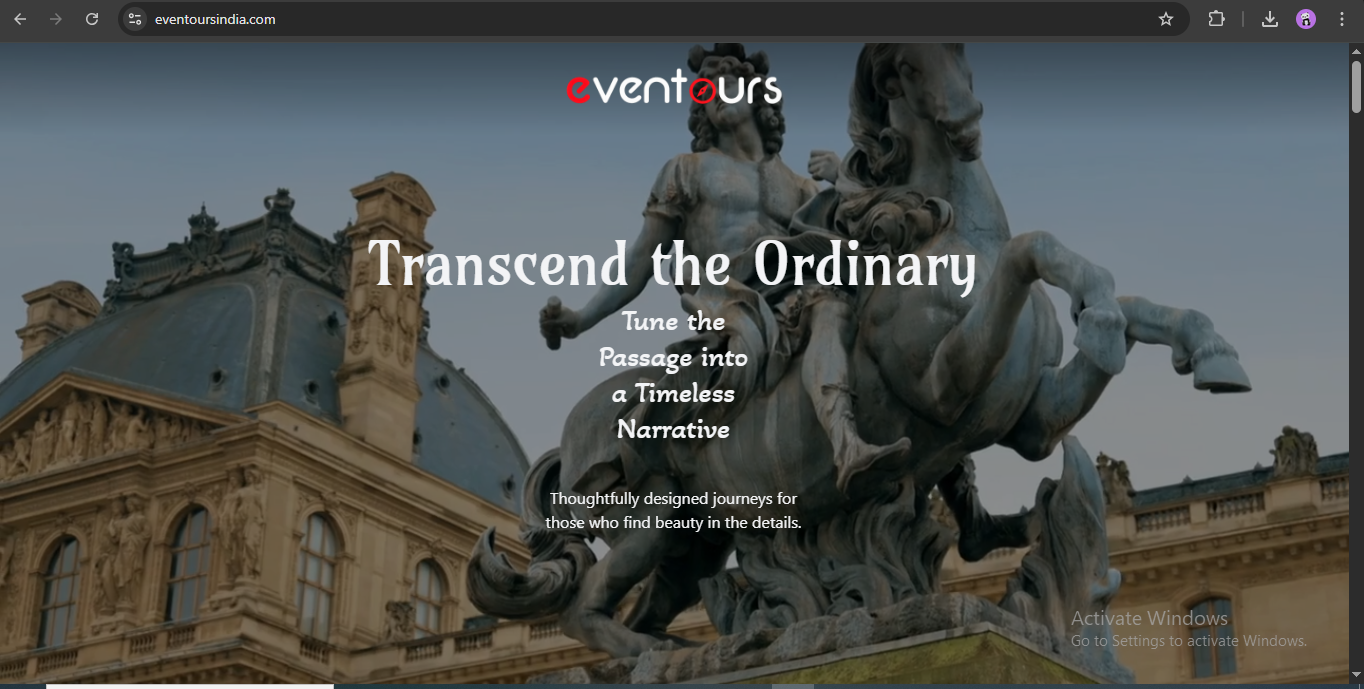 eventoursindia.com
eventours
Transcend the Ordinary
Tune the
Passage into
a Timeless
Narrative
Thoughtfully designed journeys for
those who find beauty in the details.
Activate Windows
Go to Settings to activate Windows.